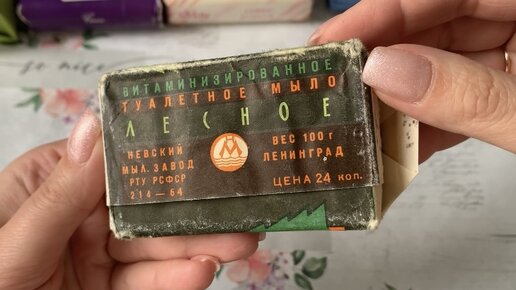 ВИТАМИНИЗИРОВАННОЕ
ТУАЛЕТНОЕ МЫЛО
ЛЕСНОЕ
НЕВСКИЙ
МЫЛ. ЗАВОД
РТУ РСФСР
214—64
ВЕС 100 г
ЛЕНИНГРАД
ЦЕНА 24 коп.